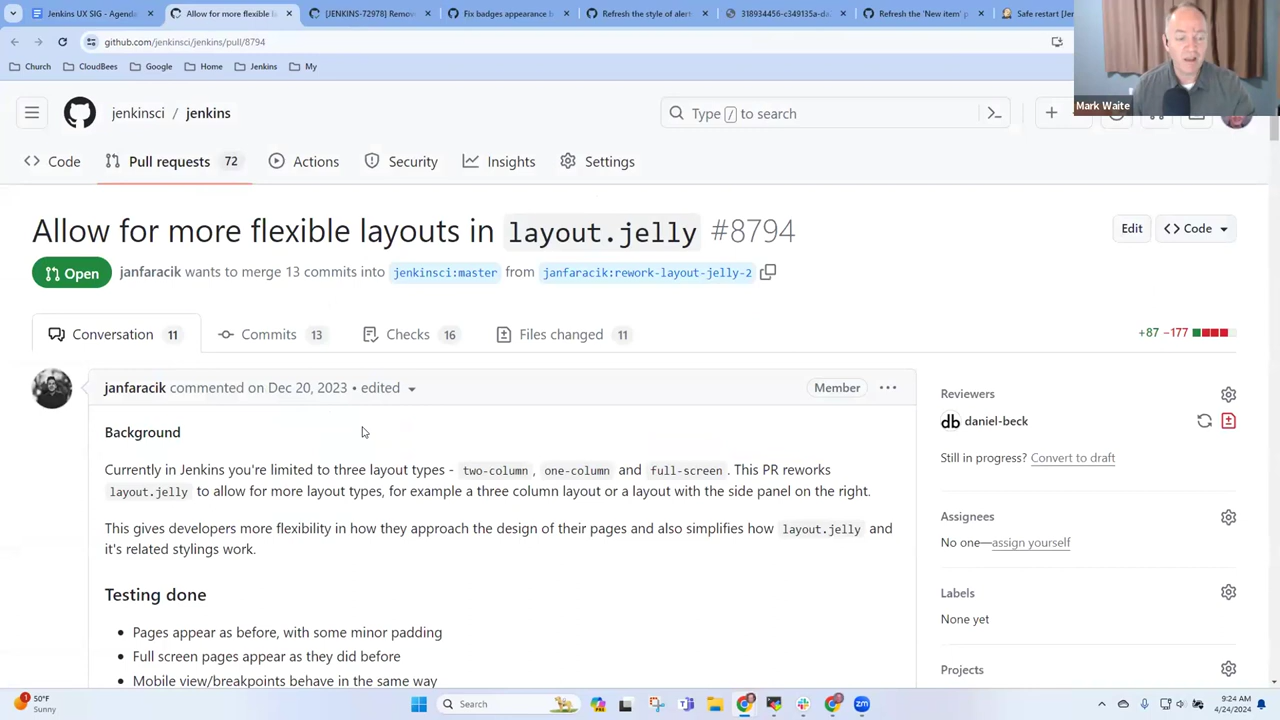 Jenkins UX SIG - Agenda
Allow for more flexible l
[JENKINS-72978] Remov
Fix badges appearance b
Refresh the style of alert
318934456-c349135a-da
Refresh the 'New item' p
Safe restart [Jen
github.com/jenkinsci/jenkins/pull/8794
Church
CloudBees
Google
Home
Jenkins
My
Mark Waite
jenkinsci / jenkins
Type / to search
Code
Pull requests 72
Actions
Security
Insights
Settings
Allow for more flexible layouts in layout.jelly #8794
Edit
Code
Open
janfaracik wants to merge 13 commits into jenkinsci:master from janfaracik:rework-layout-jelly-2
Conversation 11
Commits 13
Checks 16
Files changed 11
+87 −177
janfaracik commented on Dec 20, 2023 • edited
Member
Background
Currently in Jenkins you're limited to three layout types - two-column, one-column and full-screen. This PR reworks
layout.jelly to allow for more layout types, for example a three column layout or a layout with the side panel on the right.
This gives developers more flexibility in how they approach the design of their pages and also simplifies how layout.jelly and
it's related stylings work.
Testing done
• Pages appear as before, with some minor padding
• Full screen pages appear as they did before
• Mobile view/breakpoints behave in the same way
Reviewers
db daniel-beck
Still in progress? Convert to draft
Assignees
No one—assign yourself
Labels
None yet
Projects
1
50°F
Sunny
Search
9:24 AM
4/24/2024